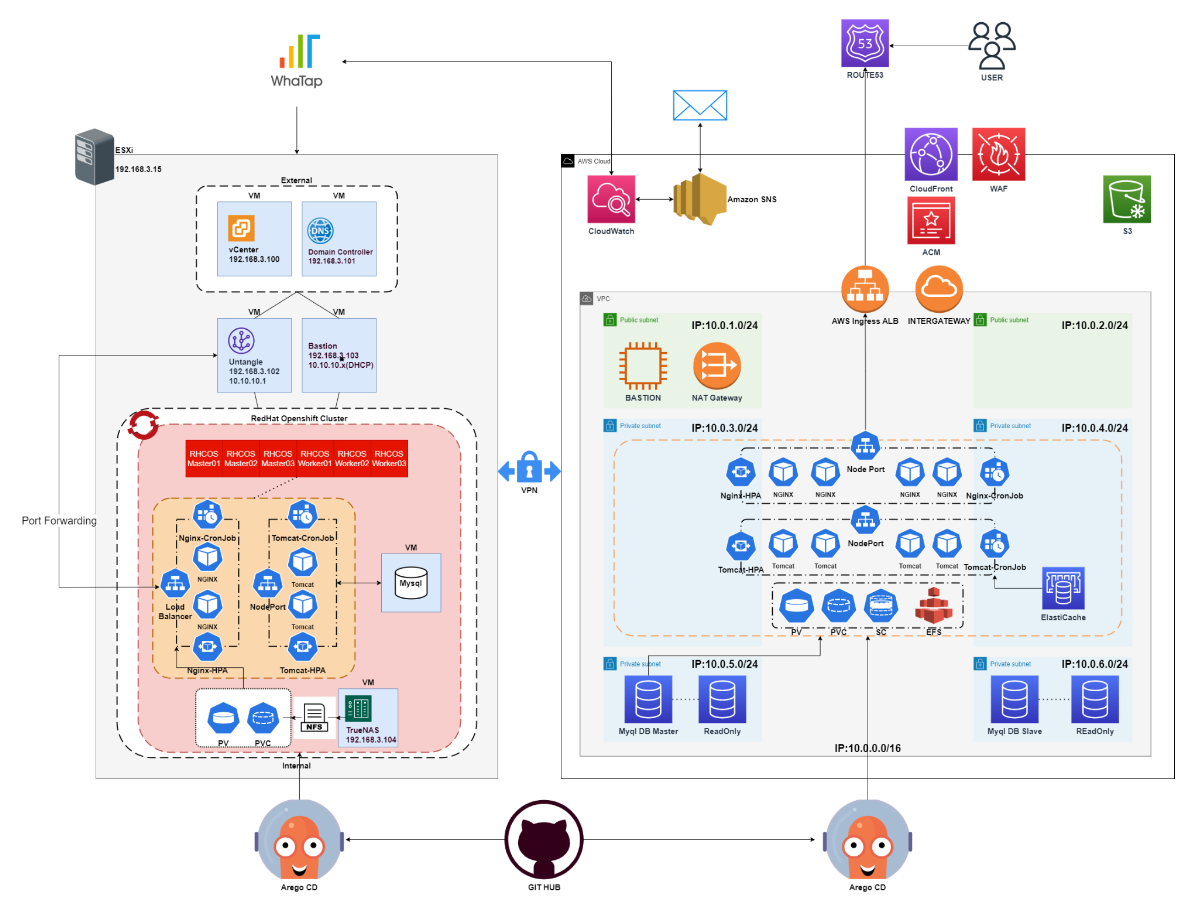 WhaTap
53
ROUTE53
USER
ESXi
192.168.3.15
External
VM
VM
vCenter
192.168.3.100
DNS
Domain Controller
192.168.3.101
VM
VM
Untangle
192.168.3.102
10.10.10.1
Bastion
192.168.3.103
10.10.10.x(DHCP)
RedHat Openshift Cluster
RHCOS Master01
RHCOS Master02
RHCOS Master03
RHCOS Worker01
RHCOS Worker02
RHCOS Worker03
Port Forwarding
Nginx-CronJob
NGINX
Load
Balancer
NGINX
Nginx-HPA
Tomcat-CronJob
Tomcat
NodePort
Tomcat
Tomcat-HPA
VM
Mysql
PV
PVC
NFS
VM
TrueNAS
192.168.3.104
Internal
VPN
AWS Cloud
CloudWatch
Amazon SNS
CloudFront
WAF
ACM
S3
VPC
AWS Ingress ALB
INTERGATEWAY
Public subnet
IP:10.0.1.0/24
BASTION
NAT Gateway
Public subnet
IP:10.0.2.0/24
Private subnet
IP:10.0.3.0/24
Private subnet
IP:10.0.4.0/24
Node Port
Nginx-HPA
NGINX
NGINX
NGINX
NGINX
Nginx-CronJob
NodePort
Tomcat-HPA
Tomcat
Tomcat
Tomcat
Tomcat
Tomcat-CronJob
PV
PVC
SC
EFS
ElastiCache
Private subnet
IP:10.0.5.0/24
Myql DB Master
ReadOnly
Private subnet
IP:10.0.6.0/24
Myql DB Slave
REadOnly
IP:10.0.0.0/16
Arego CD
GIT HUB
Arego CD